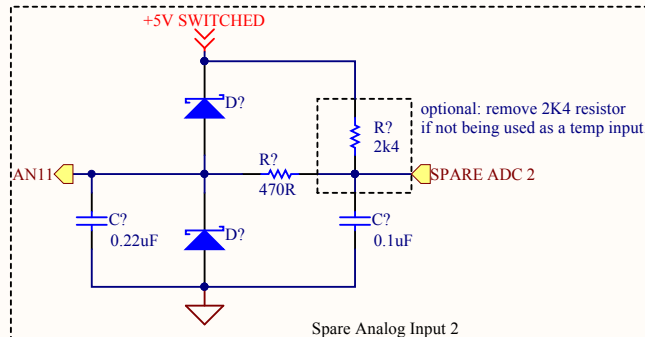 +5V SWITCHED
D?
optional: remove 2K4 resistor
if not being used as a temp input
R?
2k4
R?
470R
AN11
SPARE ADC 2
C?
0.22uF
D?
C?
0.1uF
Spare Analog Input 2